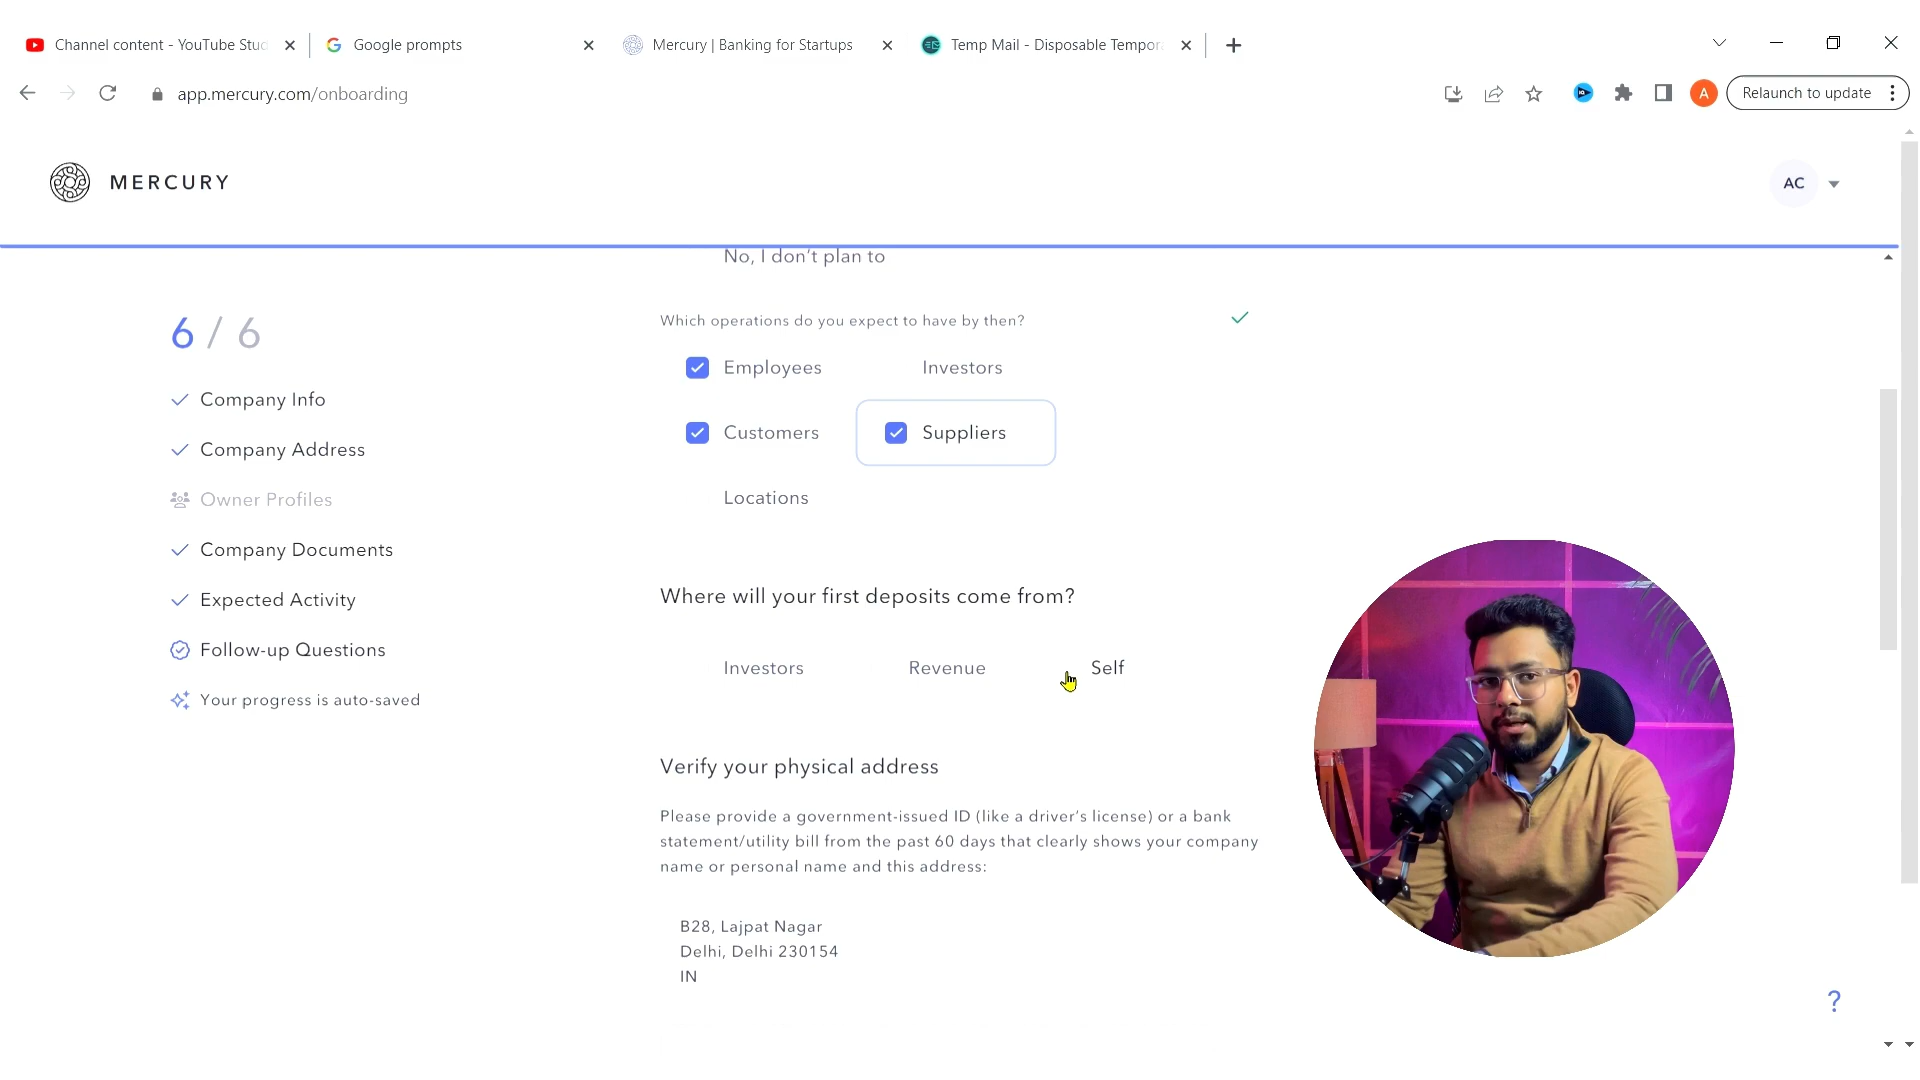 Channel content - YouTube Stud
Google prompts
Mercury | Banking for Startups
Temp Mail - Disposable Tempora
app.mercury.com/onboarding
A
Relaunch to update
MERCURY
AC
No, I don't plan to
6 / 6
Which operations do you expect to have by then?
Employees
Investors
Company Info
Customers
Suppliers
Company Address
Owner Profiles
Locations
Company Documents
Expected Activity
Where will your first deposits come from?
Follow-up Questions
Investors
Revenue
Self
Your progress is auto-saved
Verify your physical address
Please provide a government-issued ID (like a driver's license) or a bank
statement/utility bill from the past 60 days that clearly shows your company
name or personal name and this address:
B28, Lajpat Nagar
Delhi, Delhi 230154
IN
?